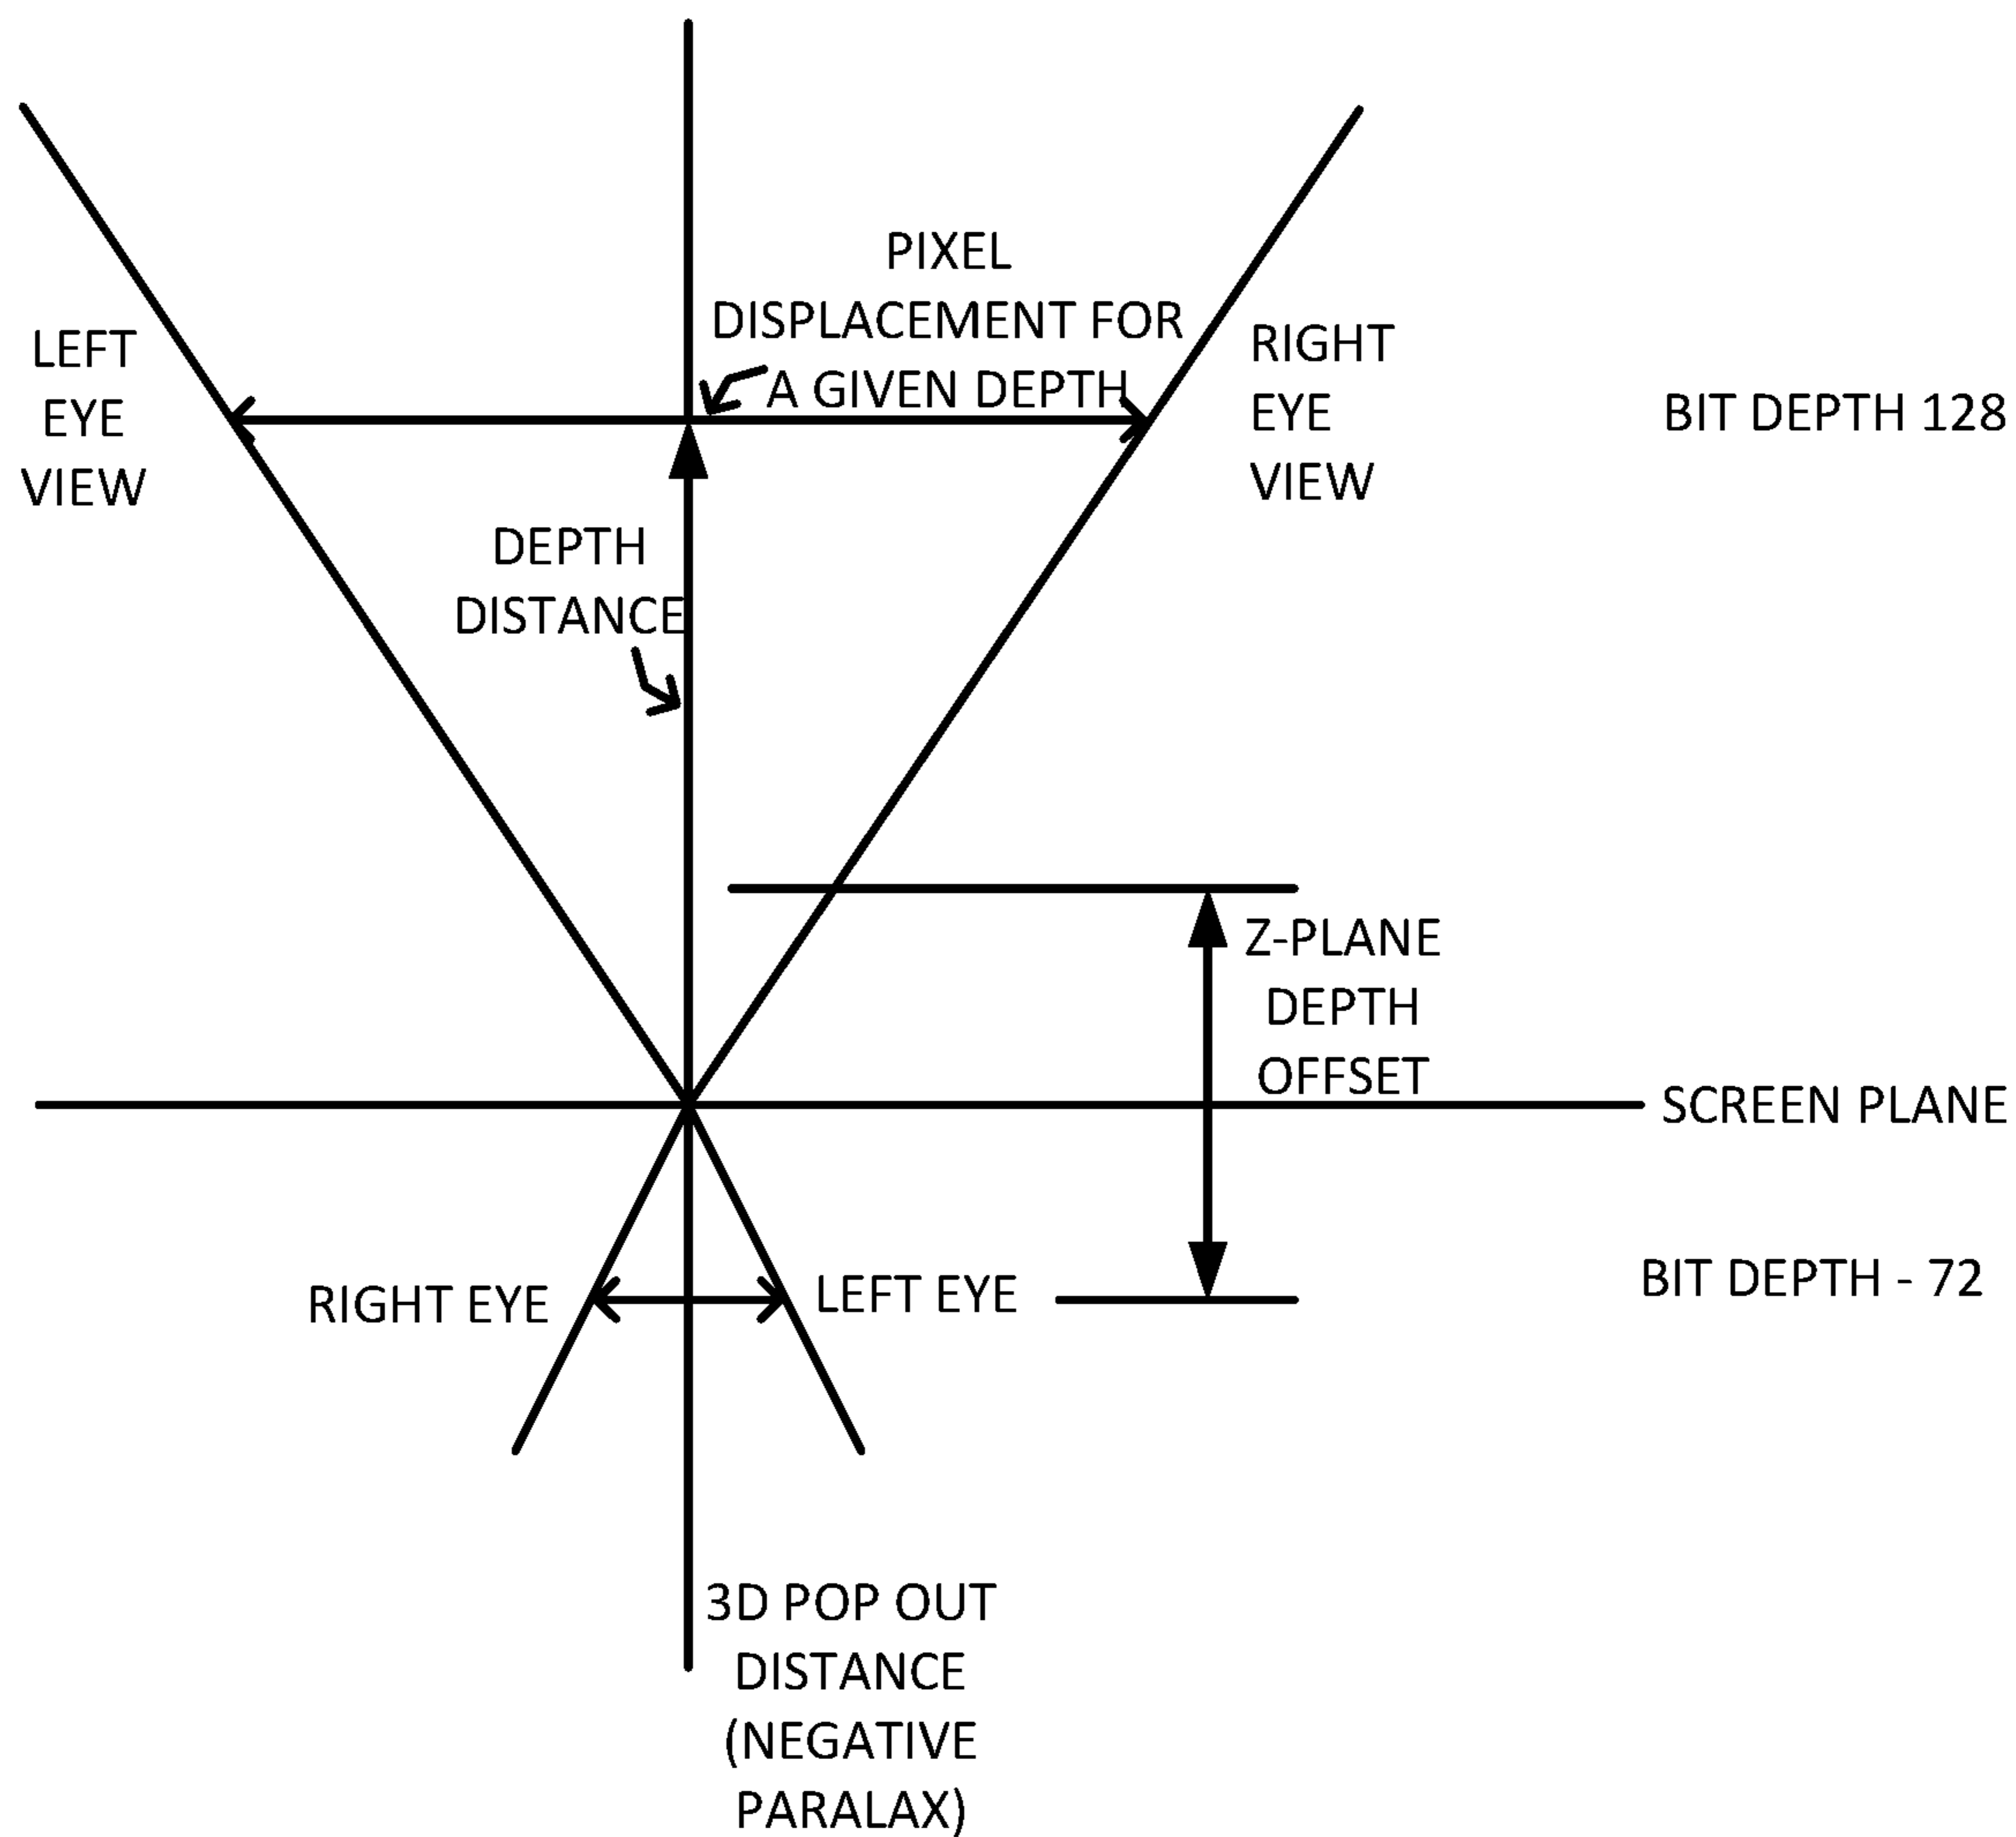 PIXEL
DISPLACEMENT FOR
A GIVEN DEPTH
LEFT
EYE
VIEW
RIGHT
EYE
VIEW
BIT DEPTH 128
DEPTH
DISTANCE
Z-PLANE
DEPTH
OFFSET
SCREEN PLANE
RIGHT EYE
LEFT EYE
BIT DEPTH - 72
3D POP OUT
DISTANCE
(NEGATIVE
PARALAX)